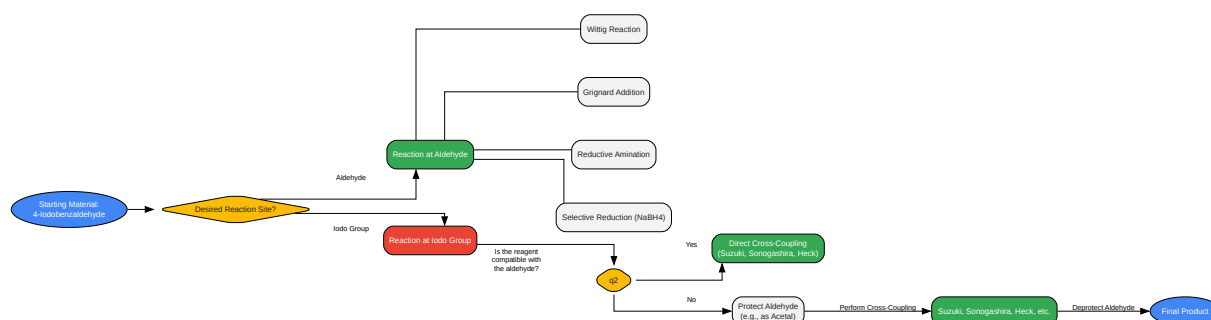 Wittig Reaction
Grignard Addition
Reaction at Aldehyde
Reductive Amination
Aldehyde
Starting Material:
4-Iodobenzaldehyde
Desired Reaction Site?
Selective Reduction (NaBH4)
Iodo Group
Reaction at Iodo Group
Is the reagent
compatible with
the aldehyde?
Yes
Direct Cross-Coupling
(Suzuki, Sonogashira, Heck)
q2
No
Protect Aldehyde
(e.g., as Acetal)
Perform Cross-Coupling
Suzuki, Sonogashira, Heck, etc.
Deprotect Aldehyde
Final Product